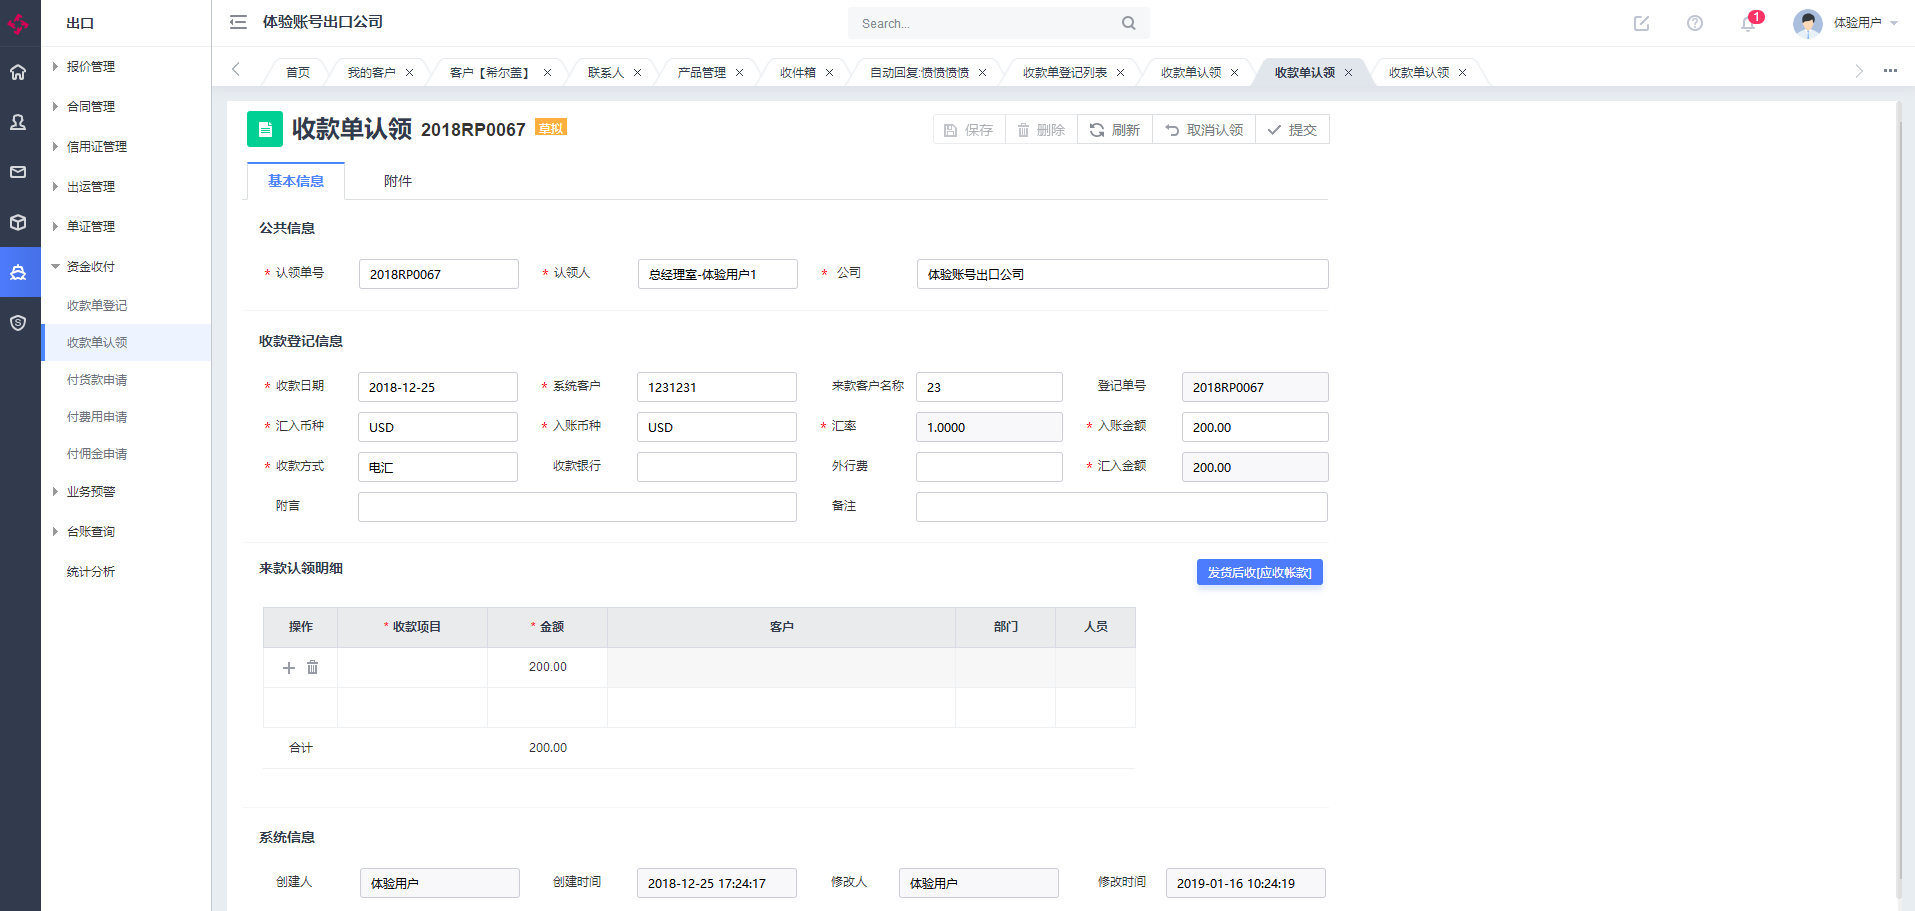 出口
体验账号出口公司
Search...
1
体验用户
首页
我的客户
客户【希尔盖】
联系人
产品管理
收件箱
自动回复:愤愤愤愤
收款单登记列表
收款单认领
收款单认领
收款单认领
报价管理
合同管理
信用证管理
出运管理
单证管理
资金收付
收款单登记
收款单认领
付货款申请
付费用申请
付佣金申请
业务预警
台账查询
统计分析
收款单认领 2018RP0067 草拟
保存
删除
刷新
取消认领
提交
基本信息
附件
公共信息
* 认领单号 2018RP0067 * 认领人 总经理室-体验用户1 * 公司 体验账号出口公司
收款登记信息
* 收款日期 2018-12-25 * 系统客户 1231231 来款客户名称 23 登记单号 2018RP0067
* 汇入币种 USD * 入账币种 USD * 汇率 1.0000 * 入账金额 200.00
* 收款方式 电汇 收款银行 外行费 * 汇入金额 200.00
附言 备注
来款认领明细
发货后收[应收帐款]
操作 * 收款项目 * 金额 客户 部门 人员
200.00
合计 200.00
系统信息
创建人 体验用户 创建时间 2018-12-25 17:24:17 修改人 体验用户 修改时间 2019-01-16 10:24:19